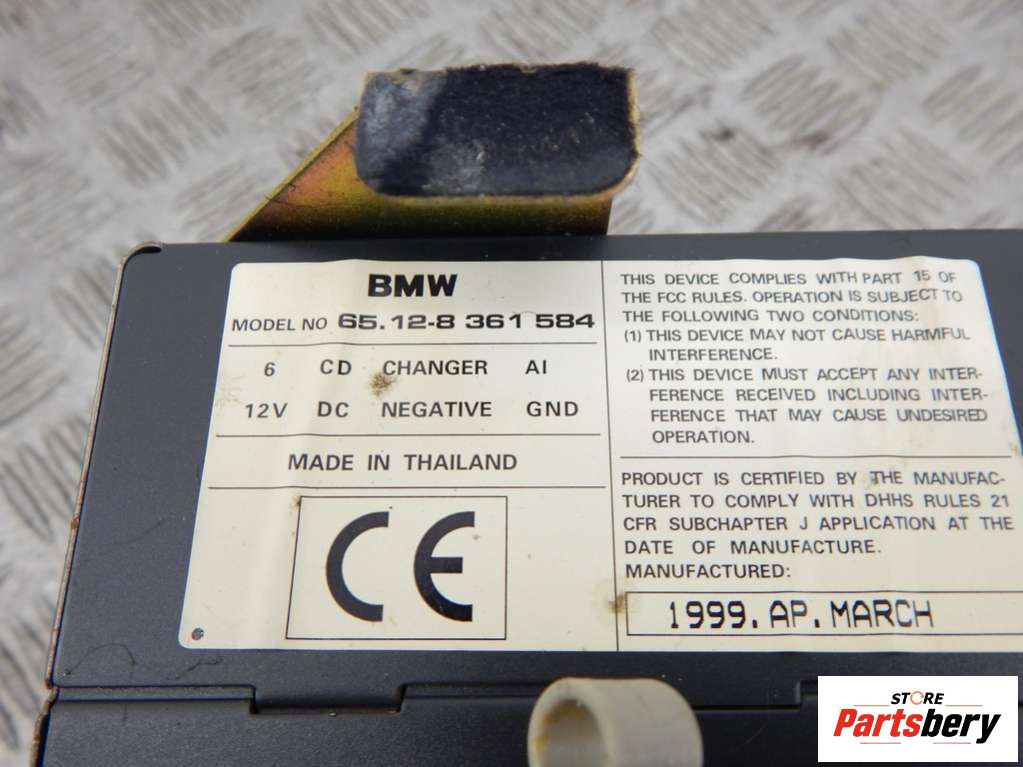 BMW
MODEL NO 65.12-8 361 584
6 CD CHANGER AI
12V DC NEGATIVE GND
MADE IN THAILAND
CE
THIS DEVICE COMPLIES WITH PART 15 OF
THE FCC RULES. OPERATION IS SUBJECT TO
THE FOLLOWING TWO CONDITIONS:
(1) THIS DEVICE MAY NOT CAUSE HARMFUL
INTERFERENCE.
(2) THIS DEVICE MUST ACCEPT ANY INTER-
FERENCE RECEIVED INCLUDING INTER-
FERENCE THAT MAY CAUSE UNDESIRED
OPERATION.
PRODUCT IS CERTIFIED BY THE MANUFAC-
TURER TO COMPLY WITH DHHS RULES 21
CFR SUBCHAPTER J APPLICATION AT THE
DATE OF MANUFACTURE.
MANUFACTURED:
1999. AP. MARCH
STORE
Partsbery